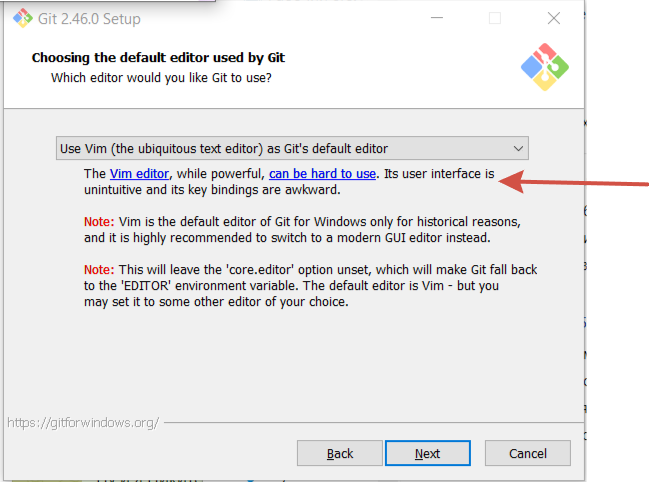 Git 2.46.0 Setup
Choosing the default editor used by Git
Which editor would you like Git to use?
Use Vim (the ubiquitous text editor) as Git's default editor
The Vim editor, while powerful, can be hard to use. Its user interface is
unintuitive and its key bindings are awkward.
Note: Vim is the default editor of Git for Windows only for historical reasons,
and it is highly recommended to switch to a modern GUI editor instead.
Note: This will leave the 'core.editor' option unset, which will make Git fall back
to the 'EDITOR' environment variable. The default editor is Vim - but you
may set it to some other editor of your choice.
https://gitforwindows.org/
Back Next Cancel